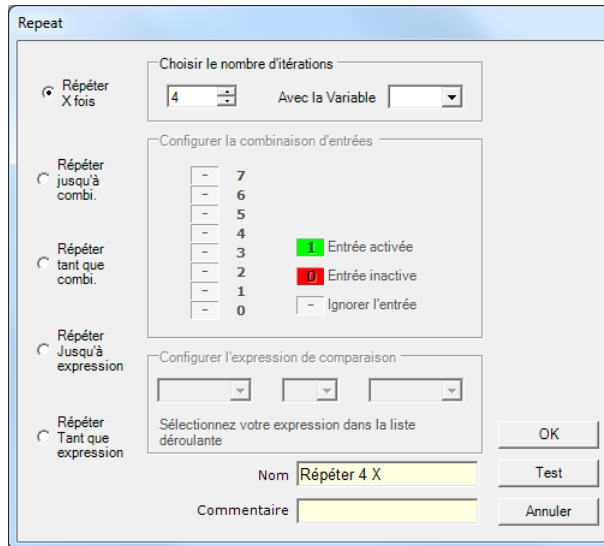 Repeat
Répéter
X fois
Choisir le nombre d'itérations
4
Avec la Variable
Répéter
jusqu'à
combi.
Configurer la combinaison d'entrées
- 7
- 6
- 5
- 4
- 3
- 2
- 1
- 0
1 Entrée activée
0 Entrée inactive
- Ignorer l'entrée
Répéter
tant que
combi.
Répéter
Jusqu'à
expression
Configurer l'expression de comparaison
Sélectionnez votre expression dans la liste
déroulante
Répéter
Tant que
expression
OK
Nom Répéter 4 X
Test
Commentaire
Annuler